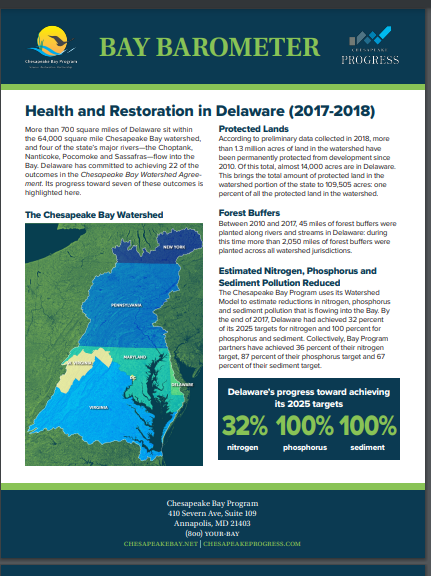 Chesapeake Bay Program
BAY BAROMETER
CHESAPEAKE
PROGRESS
Health and Restoration in Delaware (2017-2018)
More than 700 square miles of Delaware sit within
the 64,000 square mile Chesapeake Bay watershed,
and four of the state's major rivers—the Choptank,
Nanticoke, Pocomoke and Sassafras—flow into the
Bay. Delaware has committed to achieving 22 of the
outcomes in the Chesapeake Bay Watershed Agree-
ment. Its progress toward seven of these outcomes is
highlighted here.
The Chesapeake Bay Watershed
NEW YORK
PENNSYLVANIA
W. VIRGINIA
MARYLAND
DC
DELAWARE
VIRGINIA
Protected Lands
According to preliminary data collected in 2018, more
than 1.3 million acres of land in the watershed have
been permanently protected from development since
2010. Of this total, almost 14,000 acres are in Delaware.
This brings the total amount of protected land in the
watershed portion of the state to 109,505 acres: one
percent of all the protected land in the watershed.
Forest Buffers
Between 2010 and 2017, 45 miles of forest buffers were
planted along rivers and streams in Delaware: during
this time more than 2,050 miles of forest buffers were
planted across all watershed jurisdictions.
Estimated Nitrogen, Phosphorus and
Sediment Pollution Reduced
The Chesapeake Bay Program uses its Watershed
Model to estimate reductions in nitrogen, phosphorus
and sediment pollution that is flowing into the Bay. By
the end of 2017, Delaware had achieved 32 percent
of its 2025 targets for nitrogen and 100 percent for
phosphorus and sediment. Collectively, Bay Program
partners have achieved 36 percent of their nitrogen
target, 87 percent of their phosphorus target and 67
percent of their sediment target.
Delaware's progress toward achieving
its 2025 targets
32% 100% 100%
nitrogen phosphorus sediment
Chesapeake Bay Program
410 Severn Ave, Suite 109
Annapolis, MD 21403
(800) YOUR-BAY
CHESAPEAKEBAY.NET | CHESAPEAKEPROGRESS.COM